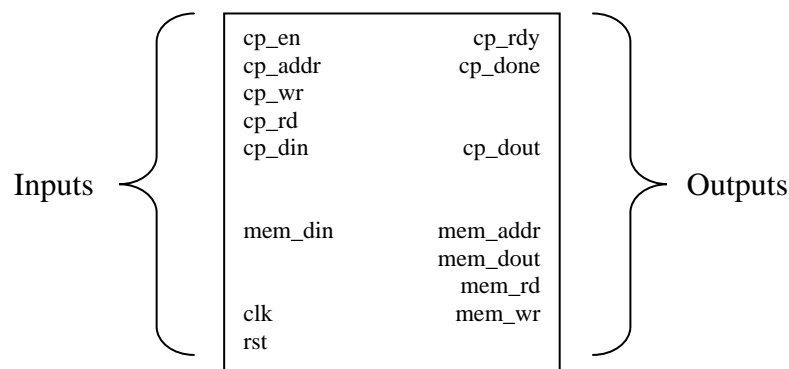 cp_en cp_rdy
cp_addr cp_done
cp_wr
cp_rd
cp_din cp_dout
Inputs Outputs
mem_din mem_addr
mem_dout
mem_rd
clk mem_wr
rst